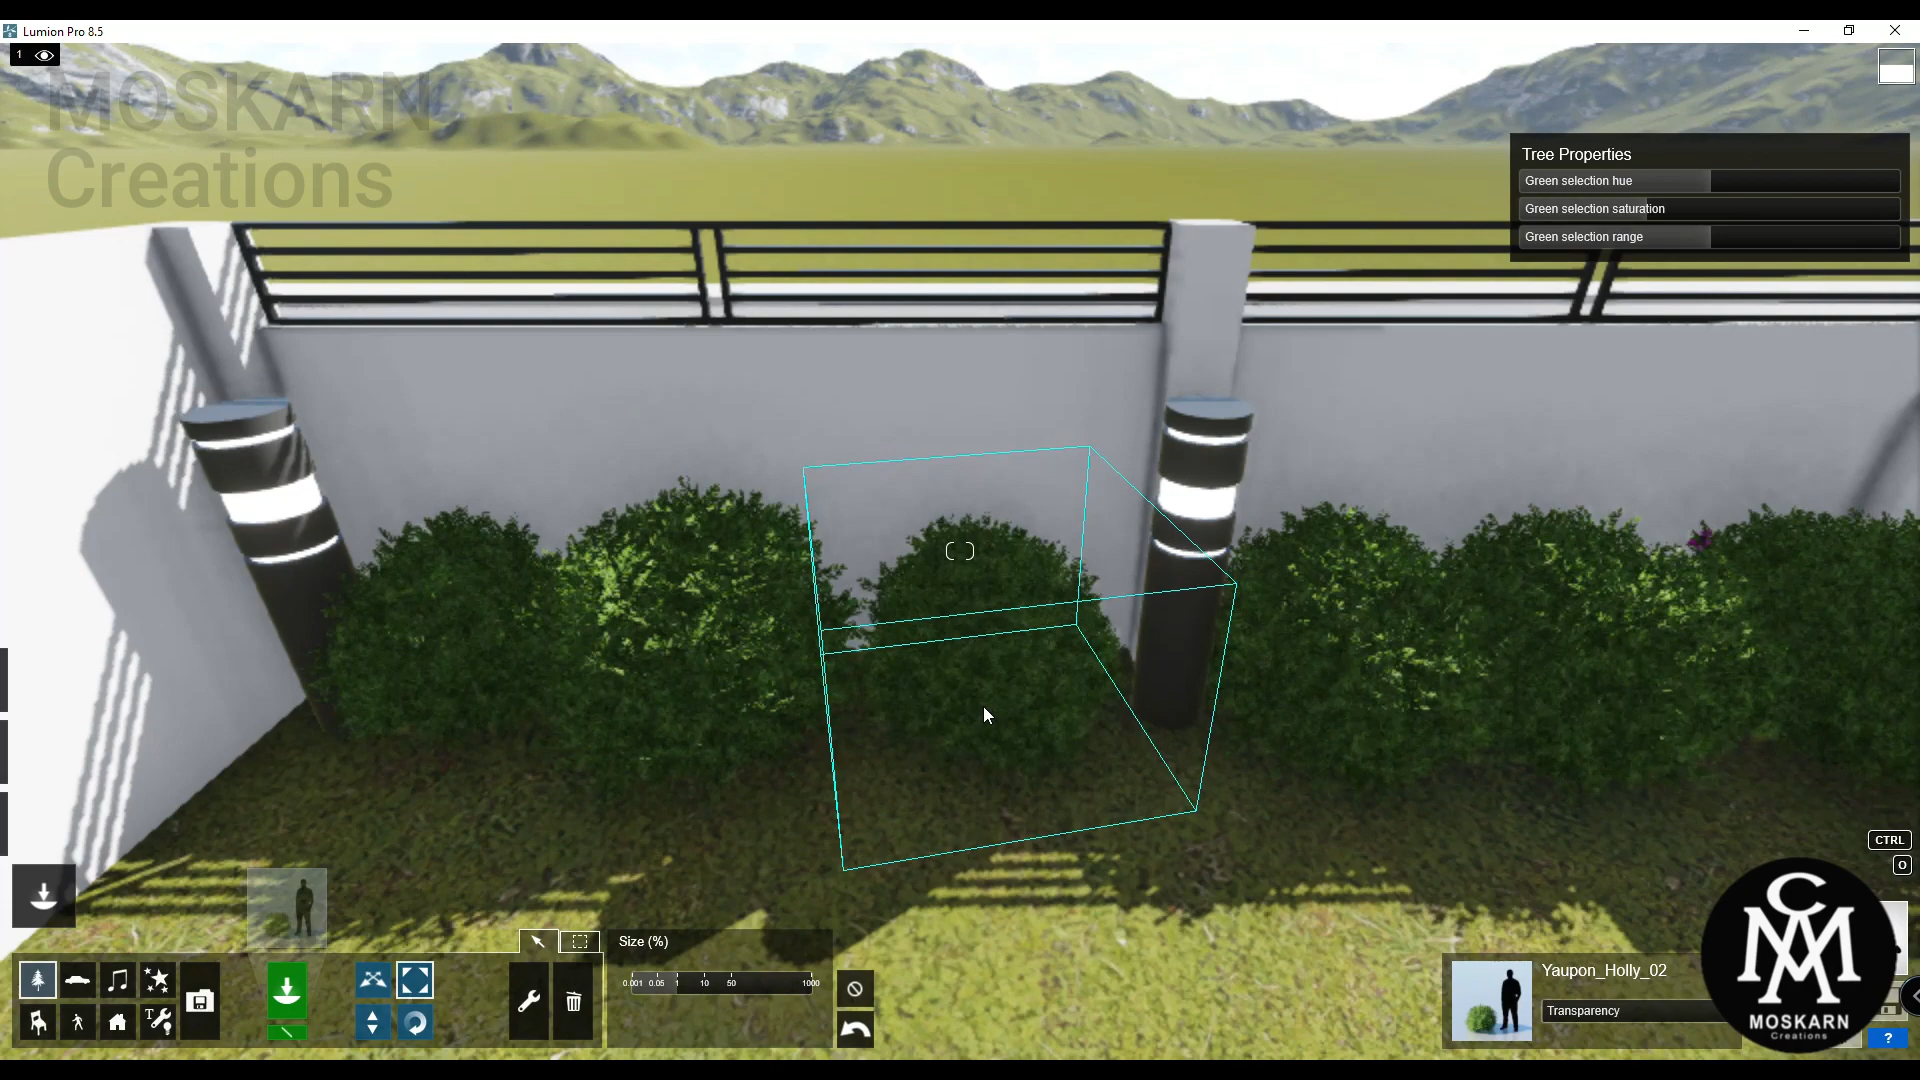 Lumion Pro 8.5
1
MOSKARN
Creations
Tree Properties
Green selection hue
Green selection saturation
Green selection range
CTRL
O
Size (%)
0.001 0.05 1 10 50 1000
Yaupon_Holly_02
Transparency
CM
MOSKARN
Creations
?